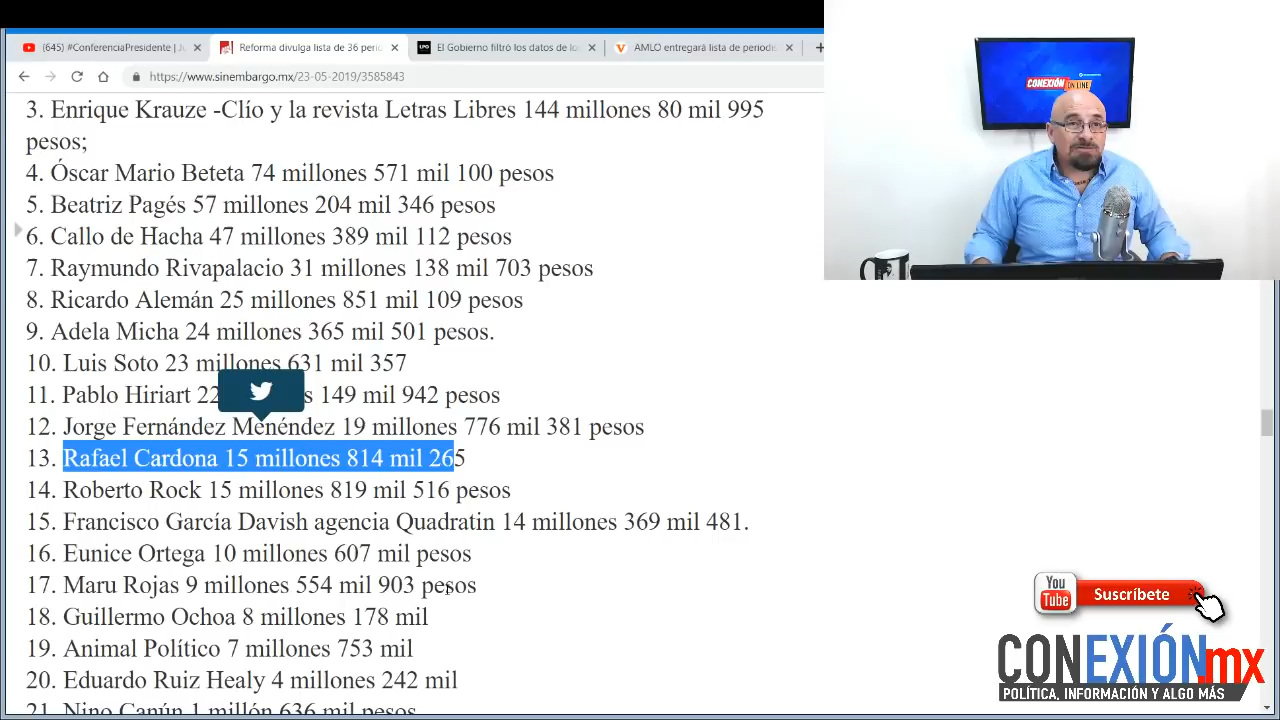 (645) #ConferenciaPresidente | Ju
Reforma divulga lista de 36 perio
El Gobierno filtró los datos de lo
AMLO entregará lista de periodis
https://www.sinembargo.mx/23-05-2019/3585843
CONEXIÓN
ON LINE
3. Enrique Krauze -Clío y la revista Letras Libres 144 millones 80 mil 995
pesos;
4. Óscar Mario Beteta 74 millones 571 mil 100 pesos
5. Beatriz Pagés 57 millones 204 mil 346 pesos
6. Callo de Hacha 47 millones 389 mil 112 pesos
7. Raymundo Rivapalacio 31 millones 138 mil 703 pesos
8. Ricardo Alemán 25 millones 851 mil 109 pesos
9. Adela Micha 24 millones 365 mil 501 pesos.
10. Luis Soto 23 millones 631 mil 357
11. Pablo Hiriart 22 s 149 mil 942 pesos
12. Jorge Fernández Menéndez 19 millones 776 mil 381 pesos
13. Rafael Cardona 15 millones 814 mil 265
14. Roberto Rock 15 millones 819 mil 516 pesos
15. Francisco García Davish agencia Quadratin 14 millones 369 mil 481.
16. Eunice Ortega 10 millones 607 mil pesos
17. Maru Rojas 9 millones 554 mil 903 pesos
18. Guillermo Ochoa 8 millones 178 mil
19. Animal Político 7 millones 753 mil
20. Eduardo Ruiz Healy 4 millones 242 mil
21. Nino Canún 1 millón 636 mil pesos
You
Tube
Suscríbete
CONEXIÓNmx
POLÍTICA, INFORMACIÓN Y ALGO MÁS